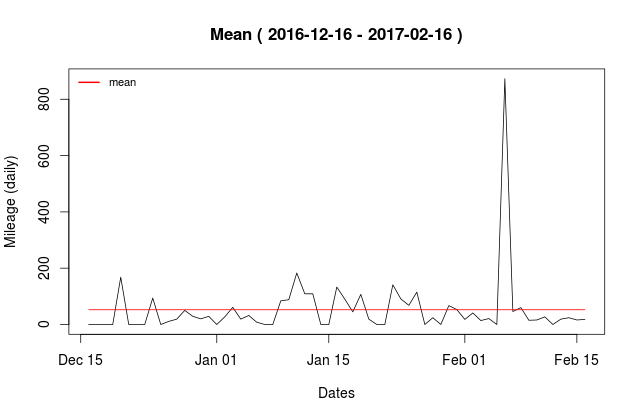 Mean ( 2016-12-16 - 2017-02-16 )
mean
Mileage (daily)
800
600
400
200
0
Dec 15 Jan 01 Jan 15 Feb 01 Feb 15
Dates